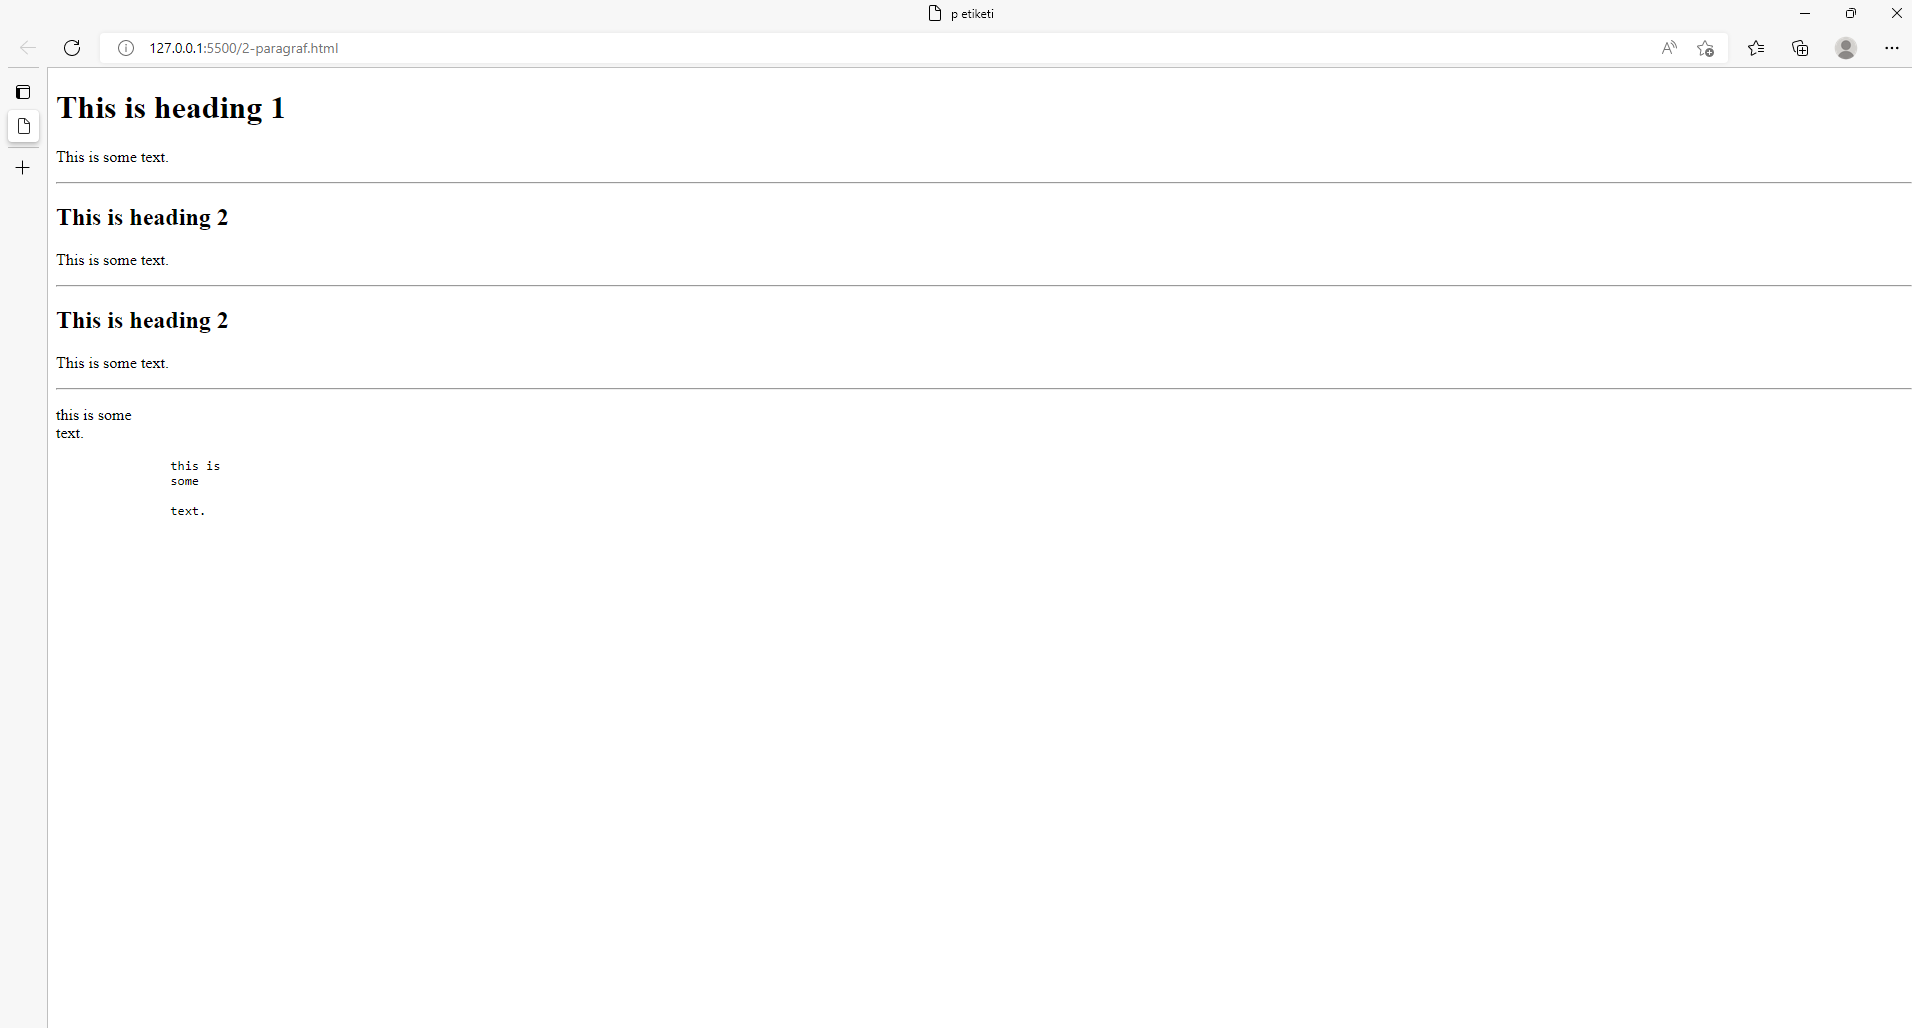 p etiketi
127.0.0.1:5500/2-paragraf.html
This is heading 1
This is some text.
This is heading 2
This is some text.
This is heading 2
This is some text.
this is some
text.
this is
some
text.